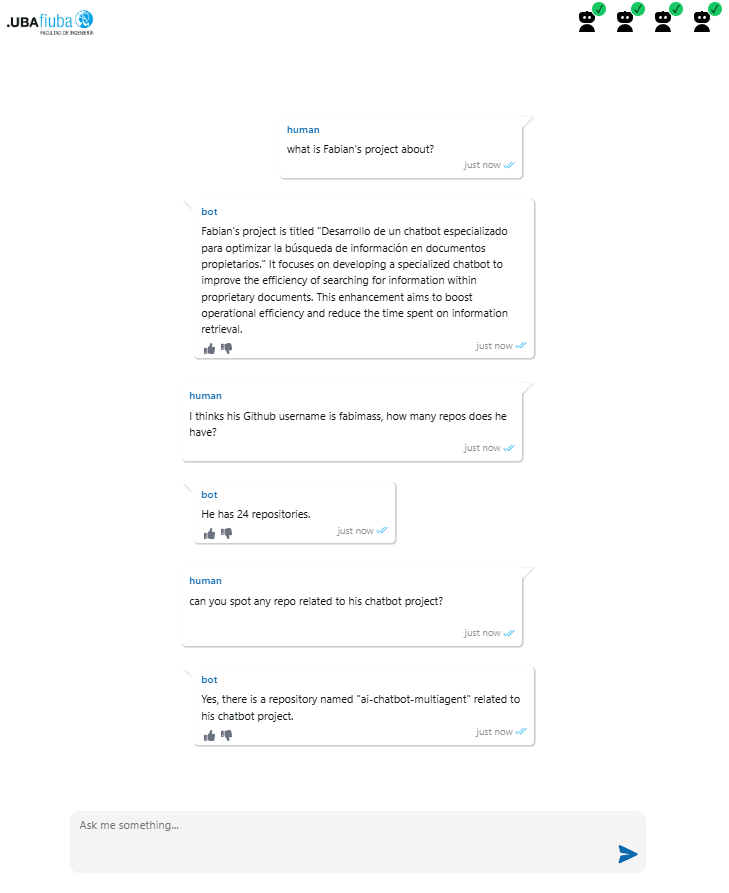 .UBAfiuba
FACULTAD DE INGENIERÍA
human
what is Fabian's project about?
just now
bot
Fabian's project is titled "Desarrollo de un chatbot especializado
para optimizar la búsqueda de información en documentos
propietarios." It focuses on developing a specialized chatbot to
improve the efficiency of searching for information within
proprietary documents. This enhancement aims to boost
operational efficiency and reduce the time spent on information
retrieval.
just now
human
I thinks his Github username is fabimass, how many repos does he
have?
just now
bot
He has 24 repositories.
just now
human
can you spot any repo related to his chatbot project?
just now
bot
Yes, there is a repository named "ai-chatbot-multiagent" related to
his chatbot project.
just now
Ask me something...